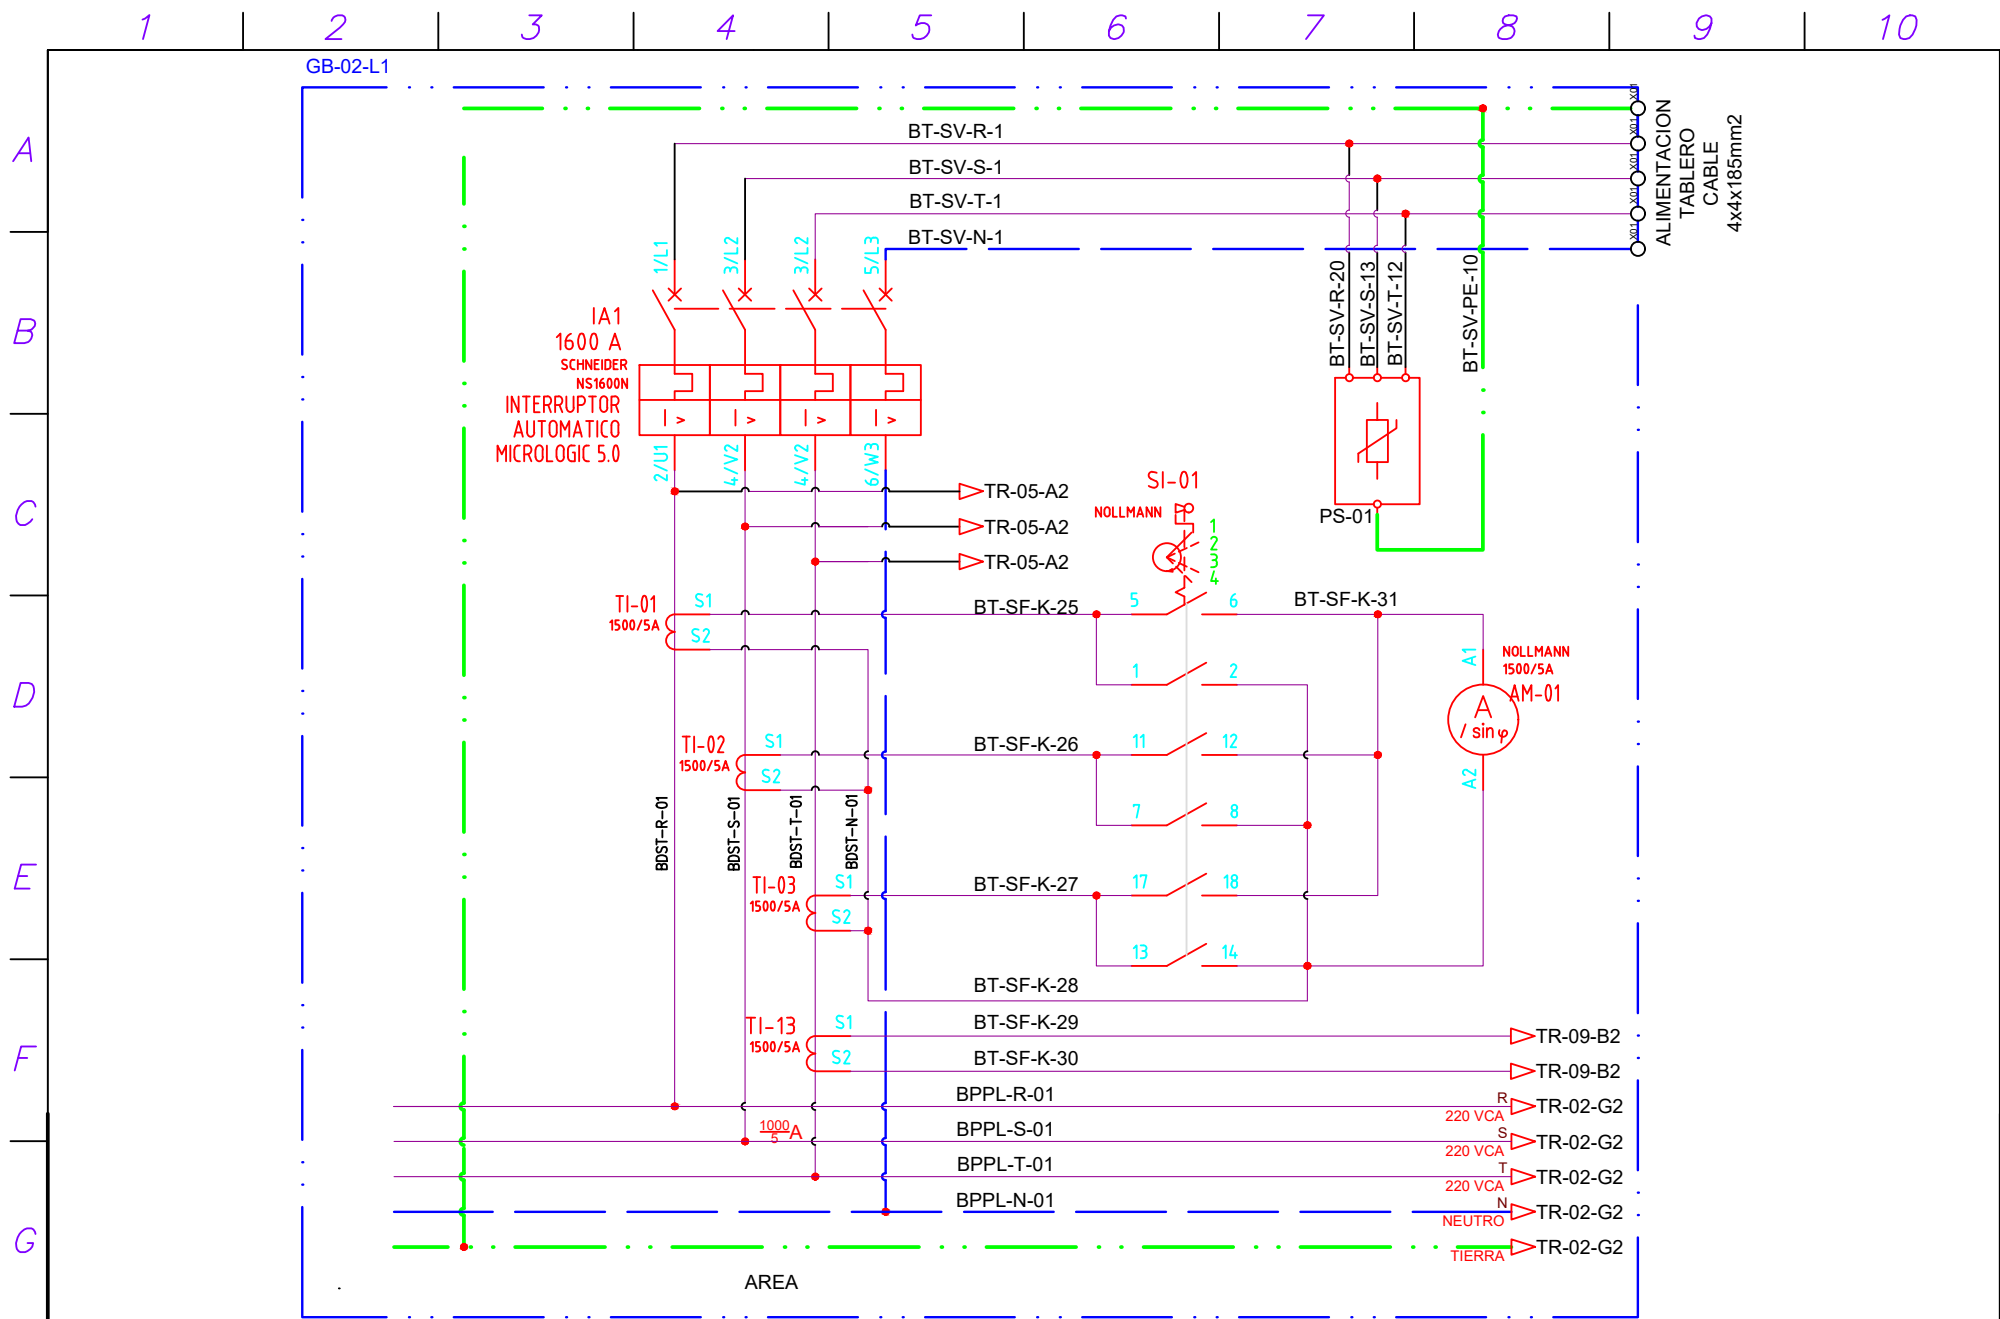 1 2 3 4 5 6 7 8 9 10
GB-02-L1
A
B
C
D
E
F
G
BT-SV-R-1
BT-SV-S-1
BT-SV-T-1
BT-SV-N-1
X01
X01
X01
X01
X01
ALIMENTACION
TABLERO
CABLE
4x4x185mm2
1/L1
3/L2
3/L2
5/L3
IA1
1600 A
SCHNEIDER
NS1600N
INTERRUPTOR
AUTOMATICO
MICROLOGIC 5.0
I >
I >
I >
I >
2/U1
4/V2
4/V2
6/W3
BT-SV-R-20
BT-SV-S-13
BT-SV-T-12
BT-SV-PE-10
PS-01
TR-05-A2
TR-05-A2
TR-05-A2
SI-01
NOLLMANN
1
2
3
4
TI-01
1500/5A
S1
S2
BT-SF-K-25
5
6
BT-SF-K-31
1
2
NOLLMANN
1500/5A
AM-01
A1
A
/ sin φ
A2
TI-02
1500/5A
S1
S2
BT-SF-K-26
11
12
7
8
BDST-R-01
BDST-S-01
BDST-T-01
BDST-N-01
TI-03
1500/5A
S1
S2
BT-SF-K-27
17
18
13
14
BT-SF-K-28
TI-13
1500/5A
S1
S2
BT-SF-K-29
BT-SF-K-30
TR-09-B2
TR-09-B2
BPPL-R-01
R
220 VCA
TR-02-G2
1000/5 A
BPPL-S-01
S
220 VCA
TR-02-G2
BPPL-T-01
T
220 VCA
TR-02-G2
BPPL-N-01
N
NEUTRO
TR-02-G2
TIERRA
TR-02-G2
AREA